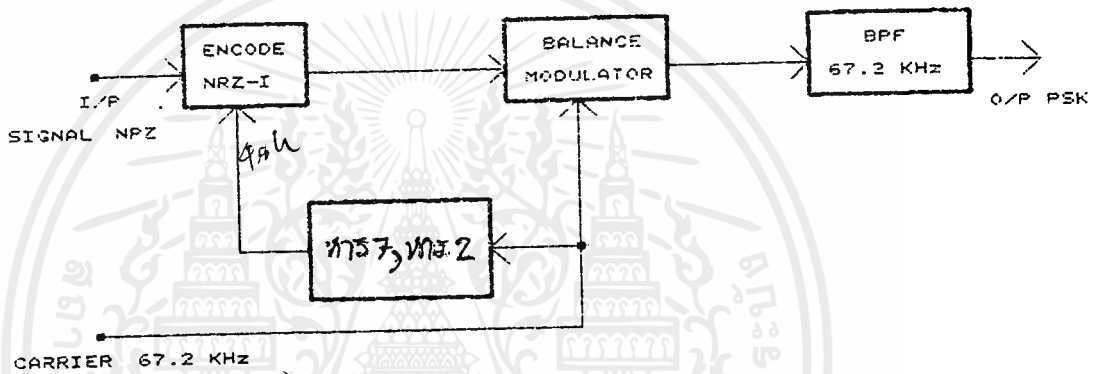 ENCODE
NRZ-I
BALANCE
MODULATOR
BPF
67.2 KHz
I/P
SIGNAL NPZ
O/P PSK
หาร 7, หาร 2
CARRIER 67.2 KHz